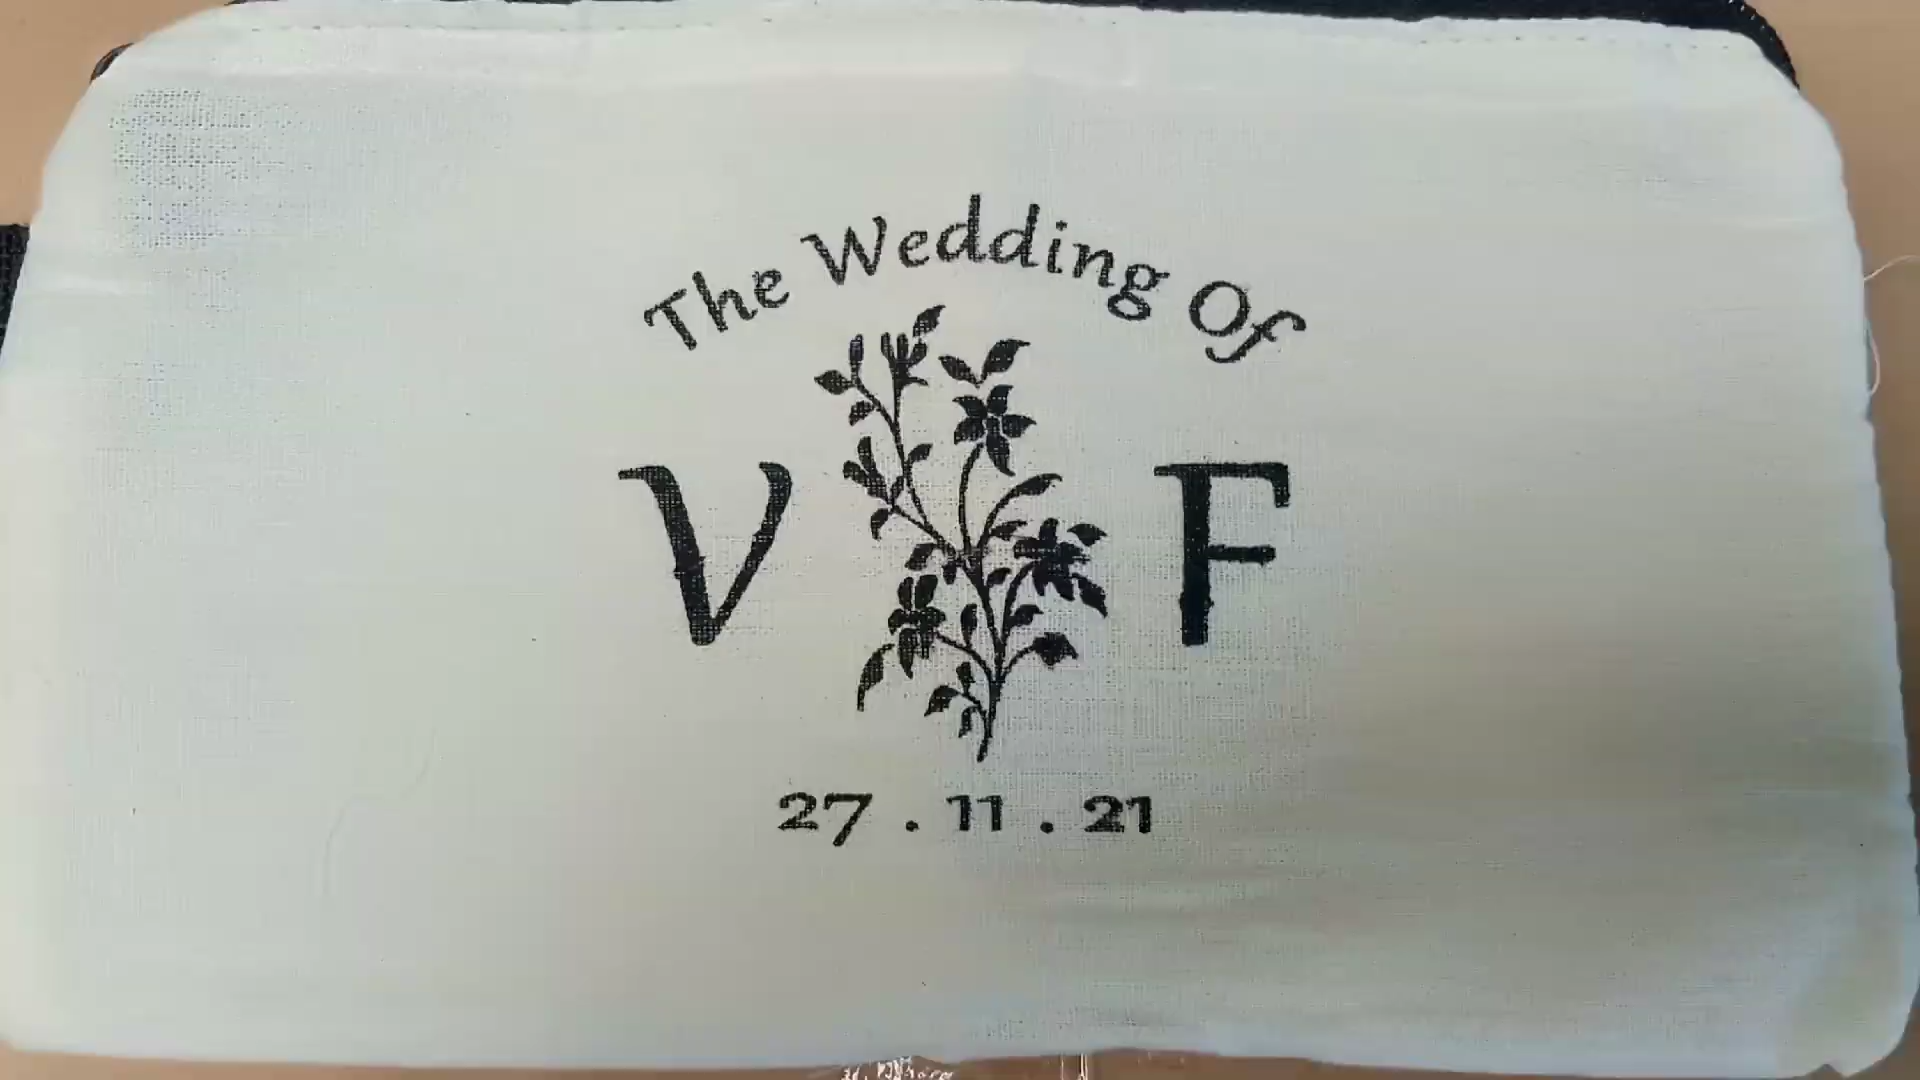 The Wedding Of
V F
27 . 11 . 21